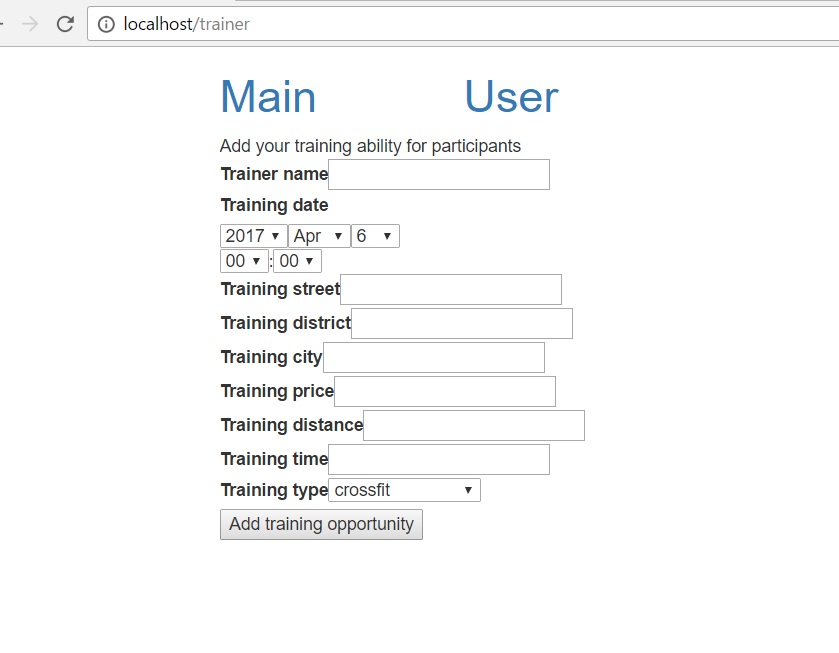 localhost/trainer
Main User
Add your training ability for participants
Trainer name
Training date
2017 Apr 6
00 : 00
Training street
Training district
Training city
Training price
Training distance
Training time
Training type crossfit
Add training opportunity